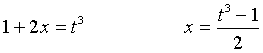 1 + 2x = t³    x = (t³ − 1)/2